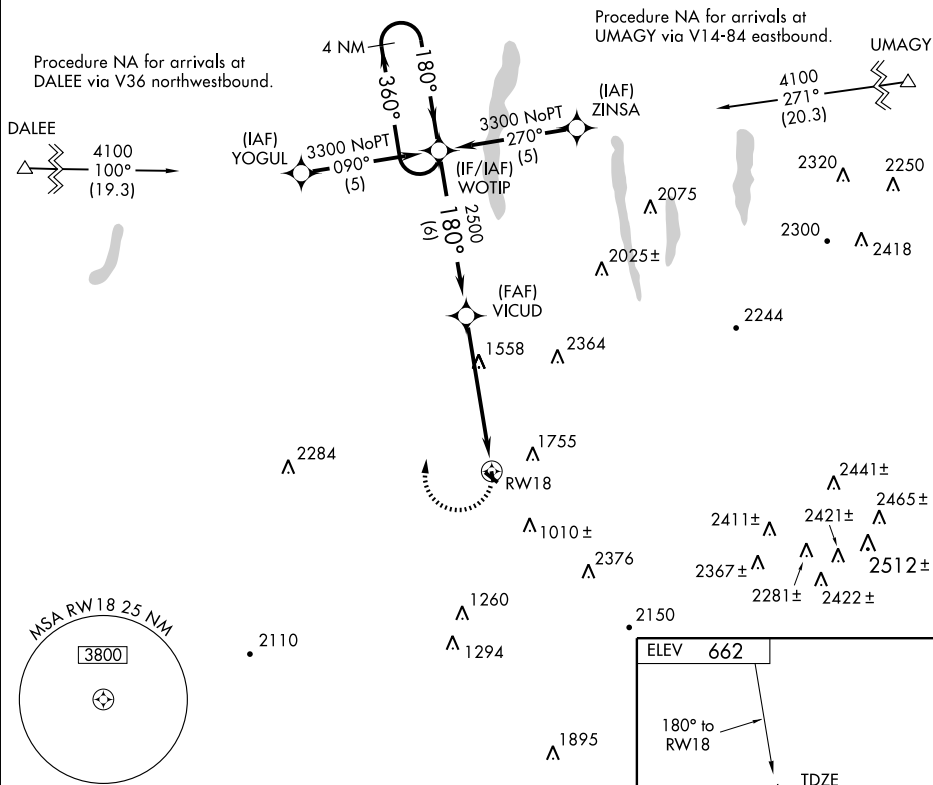 Procedure NA for arrivals at
UMAGY via V14-84 eastbound.
UMAGY
4100
271°
(20.3)
Procedure NA for arrivals at
DALEE via V36 northwestbound.
4 NM
180°
360°
DALEE
4100
100°
(19.3)
(IAF)
YOGUL
3300 NoPT
090°
(5)
(IF/IAF)
WOTIP
3300 NoPT
270°
(5)
(IAF)
ZINSA
2500
180°
(6)
2320
2250
2075
2300
2418
2025±
(FAF)
VICUD
2244
1558
2364
2284
1755
RW18
2441±
2465±
2411±
2421±
1010±
2376
2367±
2512±
2281±
2422±
1260
2150
2110
1294
MSA RW18 25 NM
3800
1895
ELEV 662
180° to
RW18
TDZE